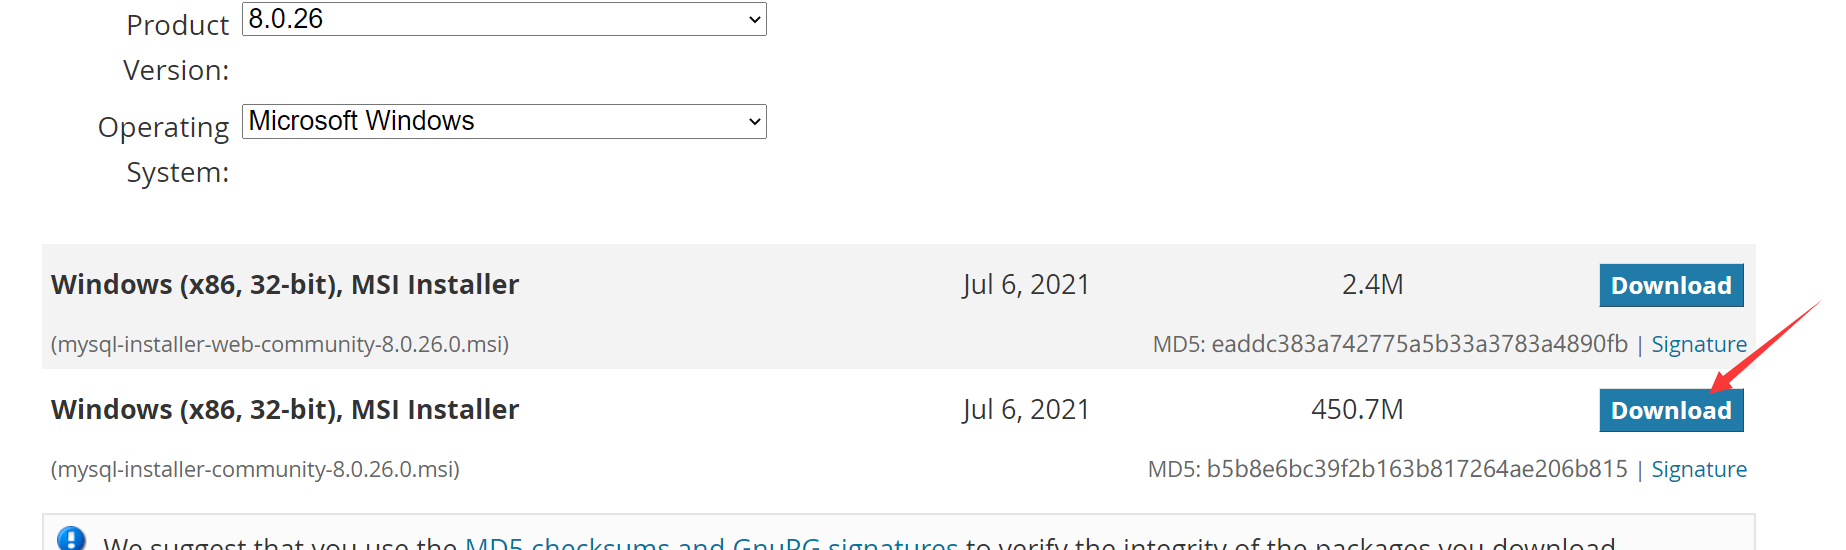 Product
8.0.26
Version:
Operating
Microsoft Windows
System:
Windows (x86, 32-bit), MSI Installer Jul 6, 2021 2.4M Download
(mysql-installer-web-community-8.0.26.0.msi) MD5: eaddc383a742775a5b33a3783a4890fb | Signature
Windows (x86, 32-bit), MSI Installer Jul 6, 2021 450.7M Download
(mysql-installer-community-8.0.26.0.msi) MD5: b5b8e6bc39f2b163b817264ae206b815 | Signature
We suggest that you use the MD5 checksums and GnuPG signatures to verify the integrity of the packages you download.